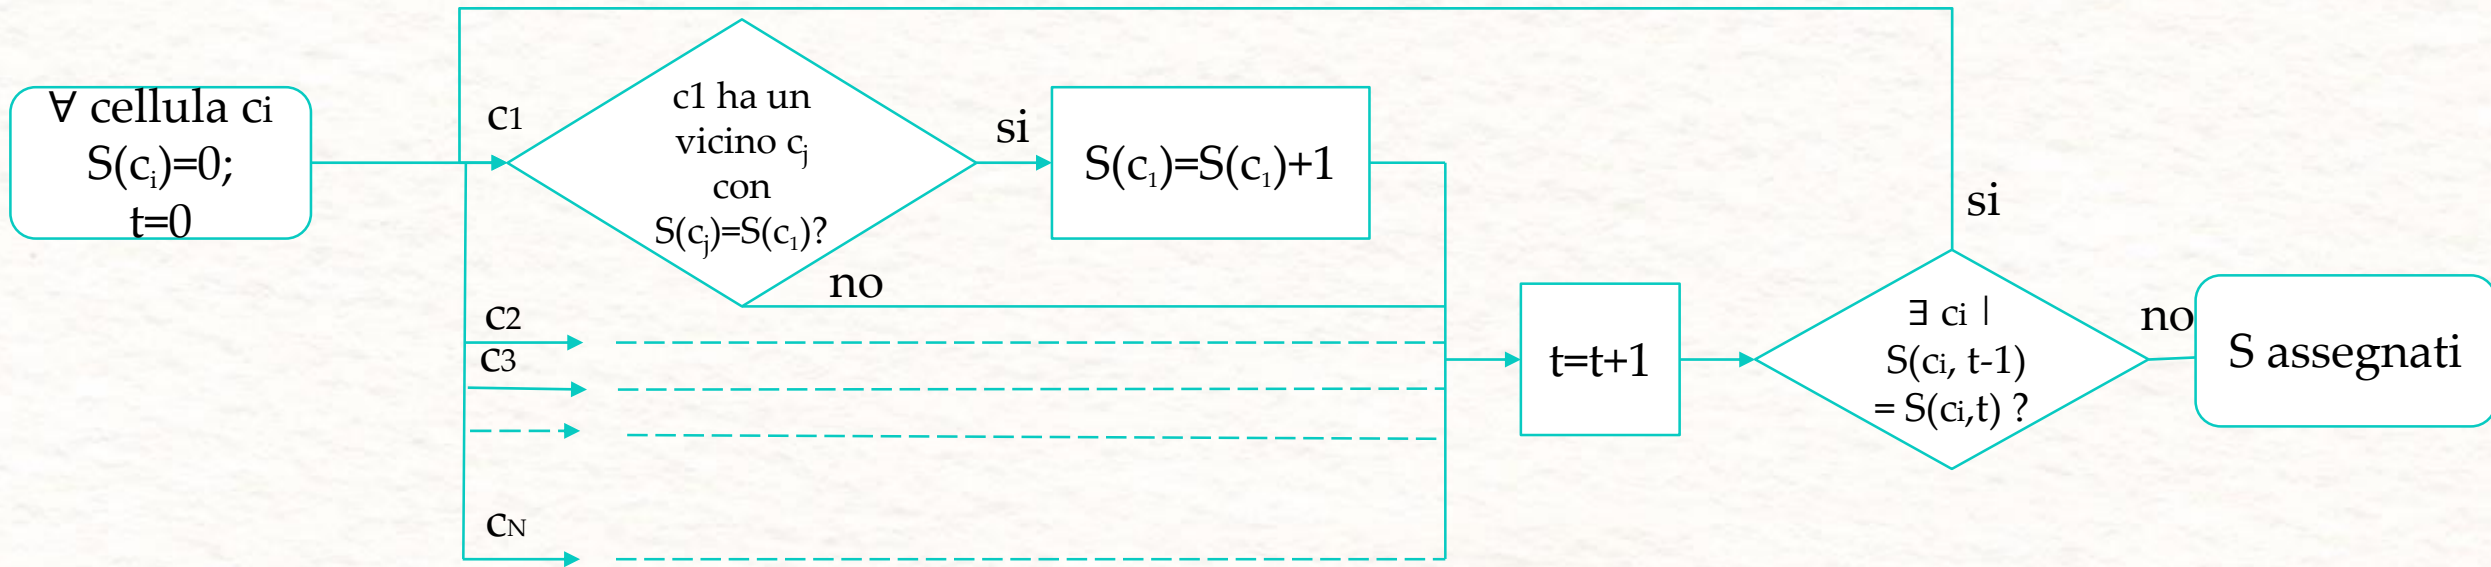 ∀ cellula ci
S(cᵢ)=0;
t=0
c1
c1 ha un
vicino cⱼ
con
S(cⱼ)=S(c₁)?
si
S(c₁)=S(c₁)+1
no
c2
c3
cN
t=t+1
∃ ci |
S(ci, t-1)
= S(ci,t) ?
si
no
S assegnati